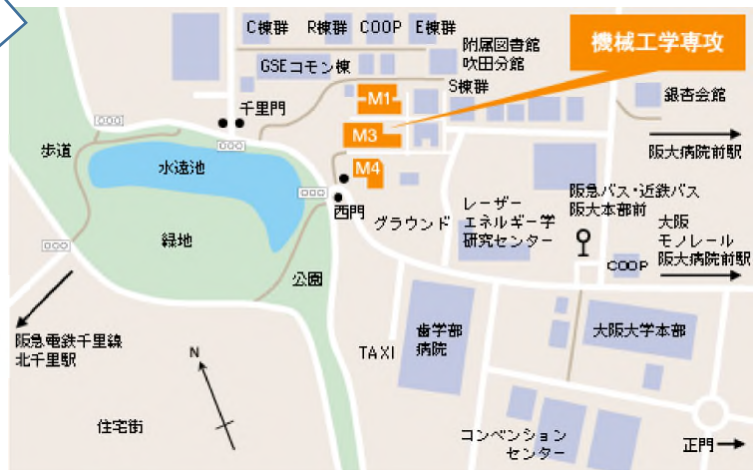 C棟群 R棟群 COOP E棟群
附属図書館
吹田分館
機械工学専攻
GSEコモン棟
S棟群
M1
銀杏会館
千里門
M3
阪大病院前駅
歩道
水遠池
M4
阪急バス・近鉄バス
阪大本部前
西門
グラウンド
レーザー
エネルギー学
研究センター
大阪
モノレール
阪大病院前駅
緑地
COOP
公園
阪急電鉄千里線
北千里駅
歯学部
病院
大阪大学本部
TAXI
N
住宅街
コンベンション
センター
正門